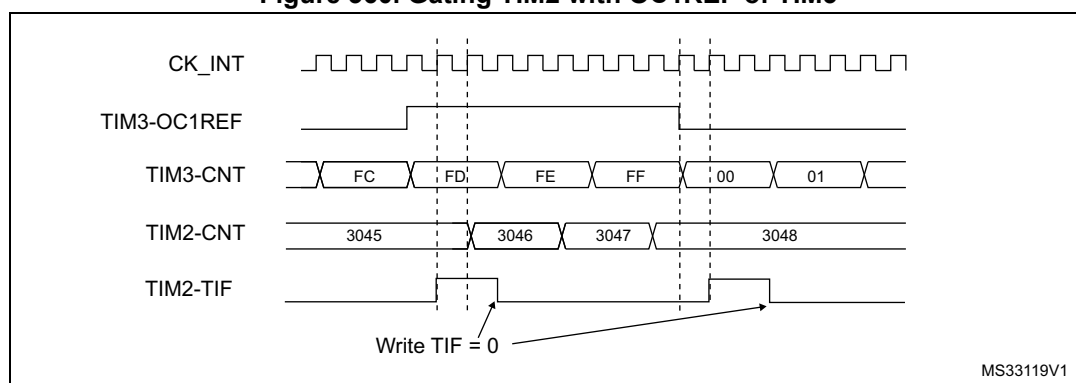 Figure 359. Gating TIM2 with OC1REF of TIM3
CK_INT
TIM3-OC1REF
TIM3-CNT FC FD FE FF 00 01
TIM2-CNT 3045 3046 3047 3048
TIM2-TIF
Write TIF = 0
MS33119V1